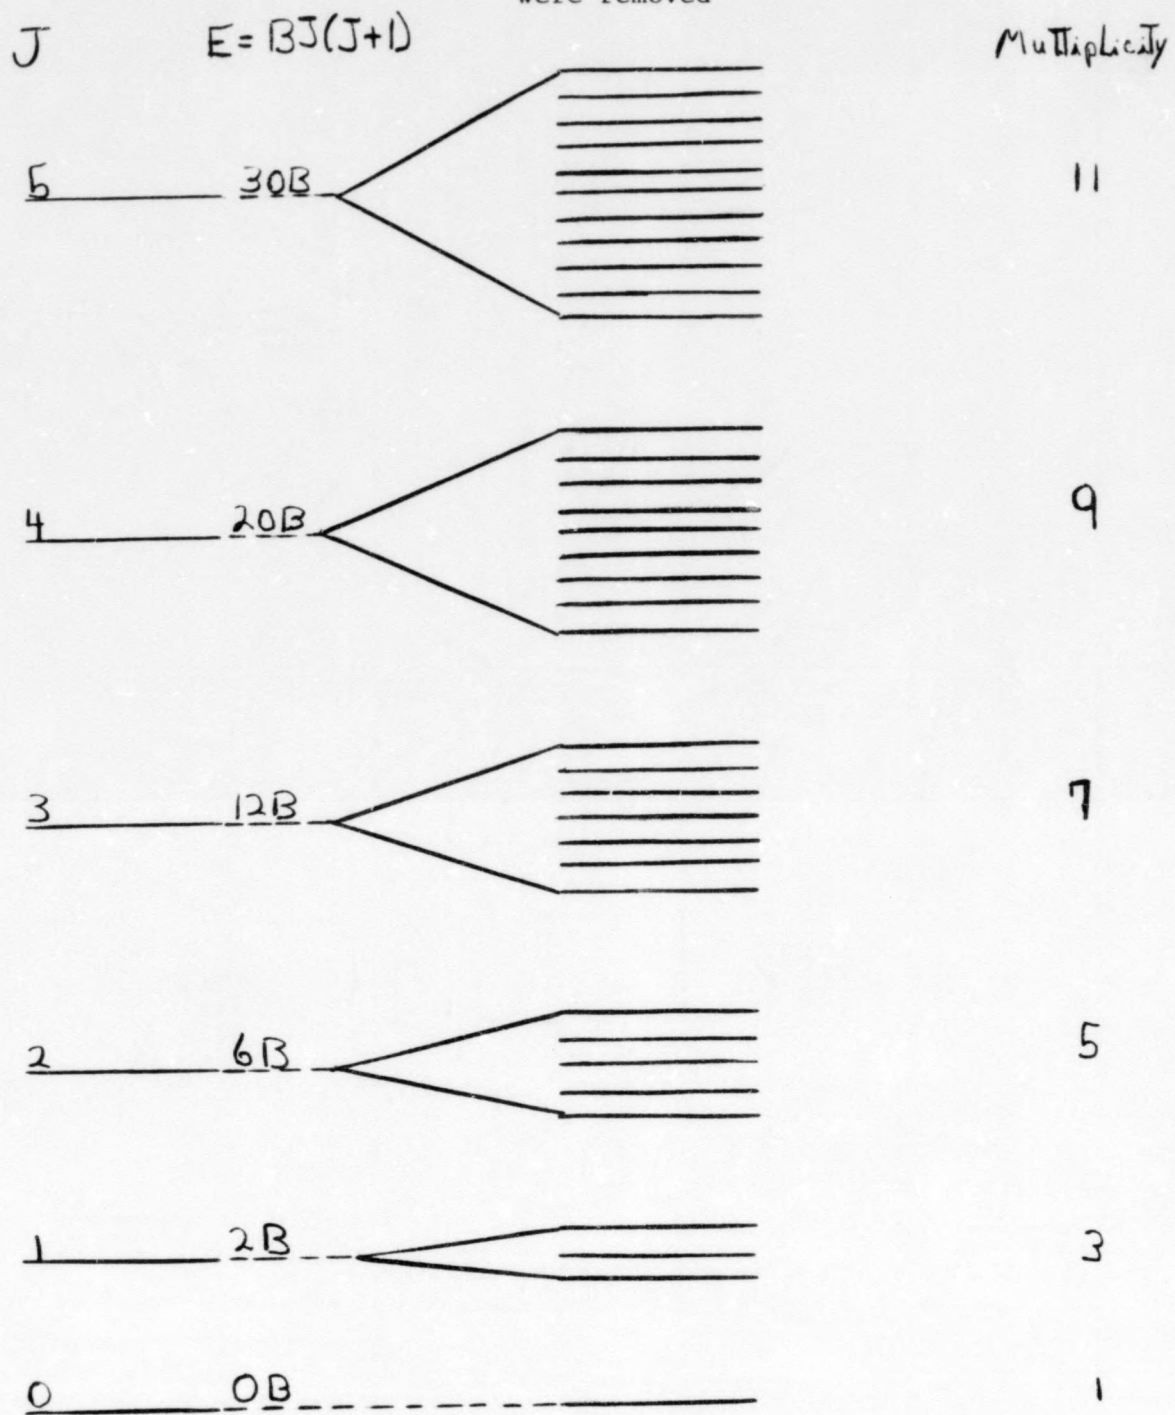 were removed
J E = BJ(J+1) Multiplicity
5 30B 11
4 20B 9
3 12B 7
2 6B 5
1 2B 3
0 0B 1